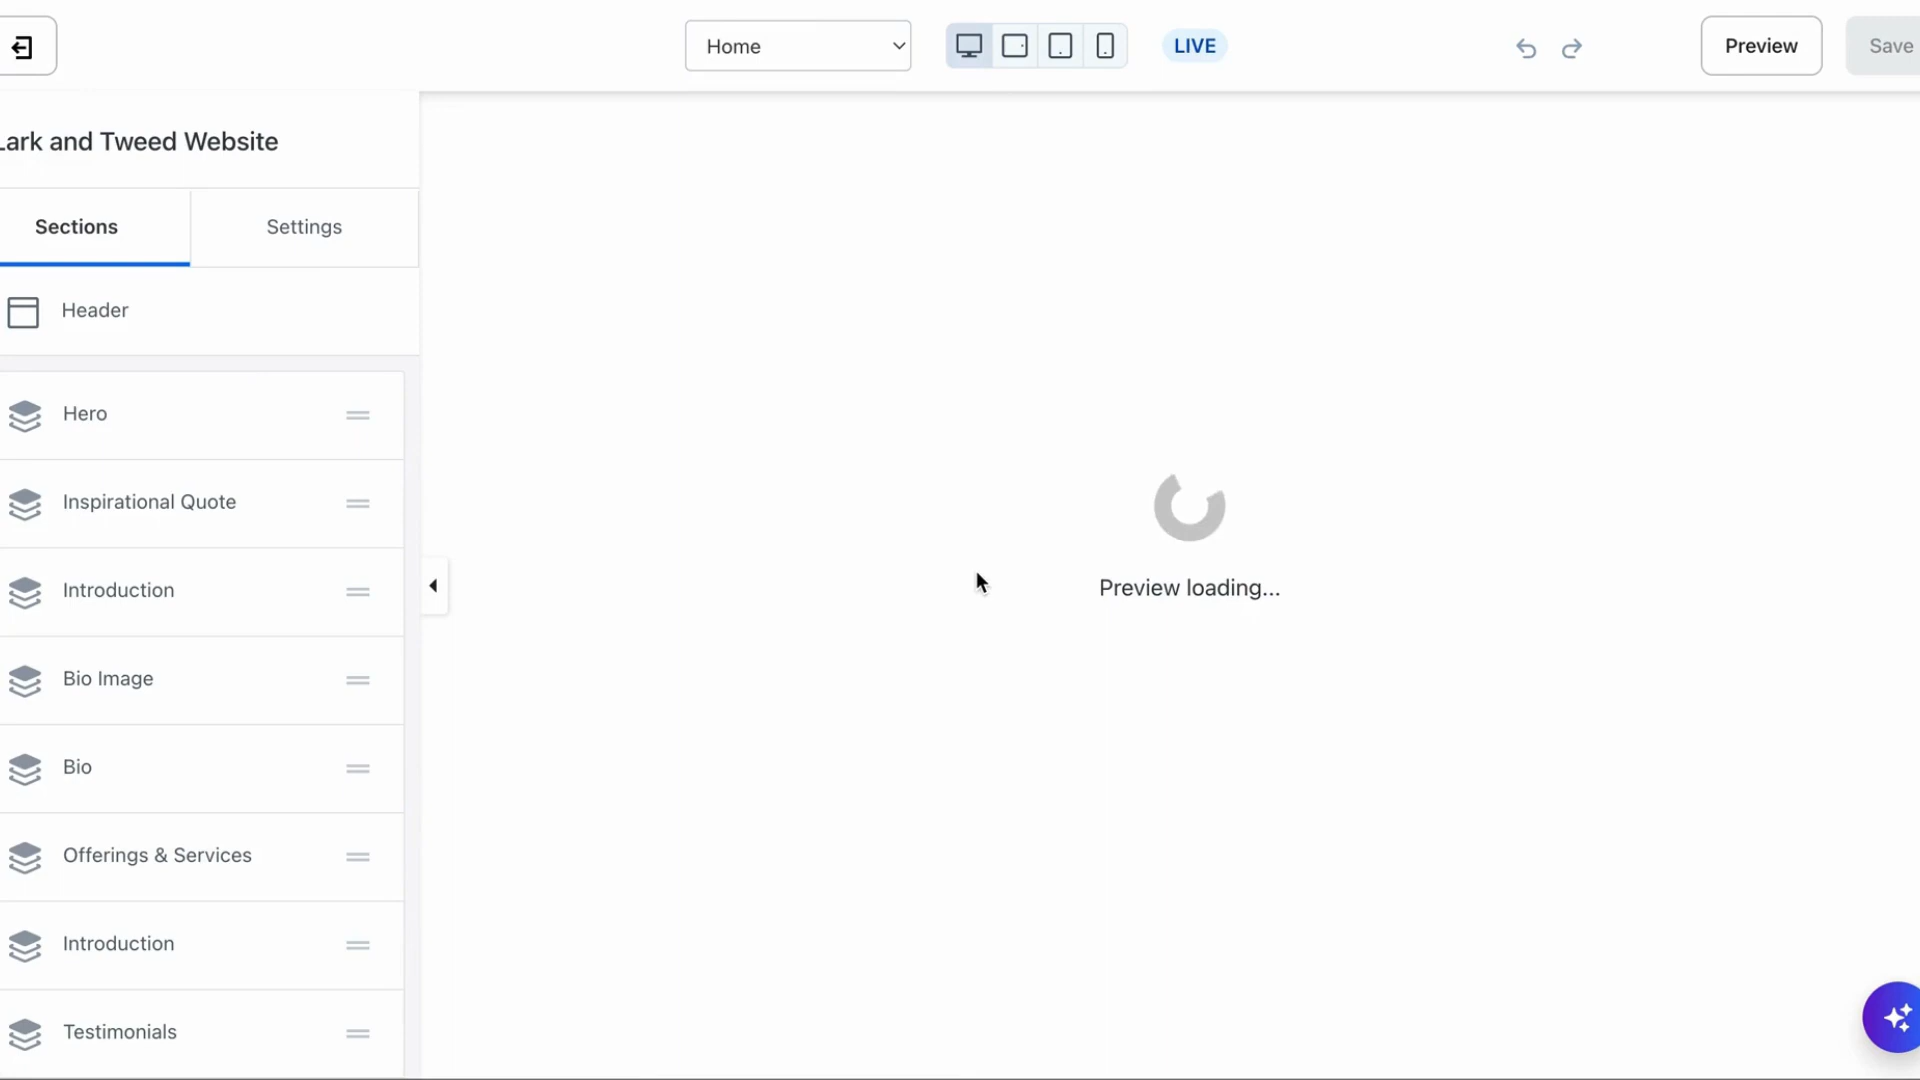 Home
LIVE
Preview
Save
Lark and Tweed Website
Sections
Settings
Header
Hero
Inspirational Quote
Introduction
Bio Image
Bio
Offerings & Services
Introduction
Testimonials
Preview loading...